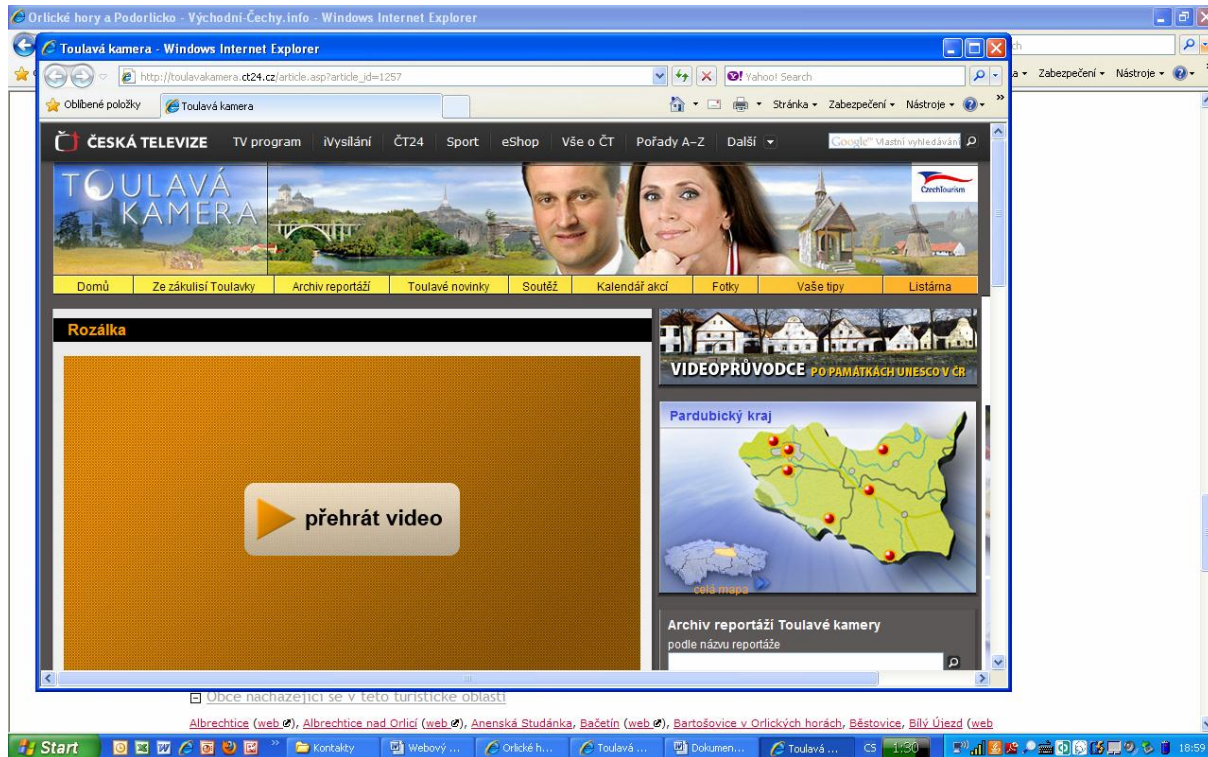 Orlické hory a Podorlicko - Východní-Čechy.info - Windows Internet Explorer
Toulavá kamera - Windows Internet Explorer
http://toulavakamera.ct24.cz/article.asp?article_id=1257
Yahoo! Search
Oblíbené položky
Toulavá kamera
Stránka
Zabezpečení
Nástroje
»
Zabezpečení
Nástroje
ČESKÁ TELEVIZE
TV program
iVysílání
ČT24
Sport
eShop
Vše o ČT
Pořady A–Z
Další
Google™ Vlastní vyhledávání
TOULAVÁ
KAMERA
CzechTourism
Domů
Ze zákulisí Toulavky
Archiv reportáží
Toulavé novinky
Soutěž
Kalendář akcí
Fotky
Vaše tipy
Listárna
Rozálka
přehrát video
VIDEOPRŮVODCE PO PAMÁTKÁCH UNESCO V ČR
Pardubický kraj
celá mapa
Archiv reportáží Toulavé kamery
podle názvu reportáže
Obce nacházející se v této turistické oblasti
Albrechtice (web), Albrechtice nad Orlicí (web), Anenská Studánka, Bačetín (web), Bartošovice v Orlických horách, Běstovice, Bílý Újezd (web
Start
»
Kontakty
Webový ...
Orlické h...
Toulavá ...
Dokumen...
Toulavá ...
CS
1:30
18:59